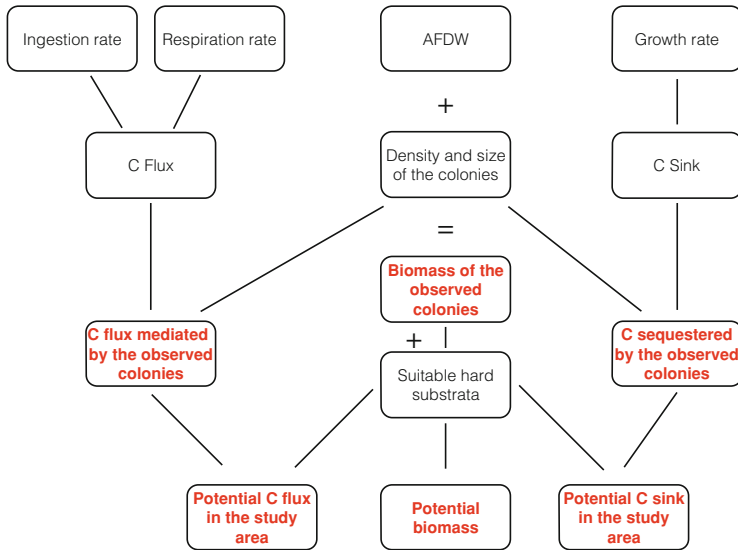 Ingestion rate
Respiration rate
AFDW
Growth rate
+
C Flux
Density and size
of the colonies
C Sink
=
Biomass of the
observed
colonies
C flux mediated
by the observed
colonies
+
C sequestered
by the observed
colonies
Suitable hard
substrata
Potential C flux
in the study
area
Potential
biomass
Potential C sink
in the study
area